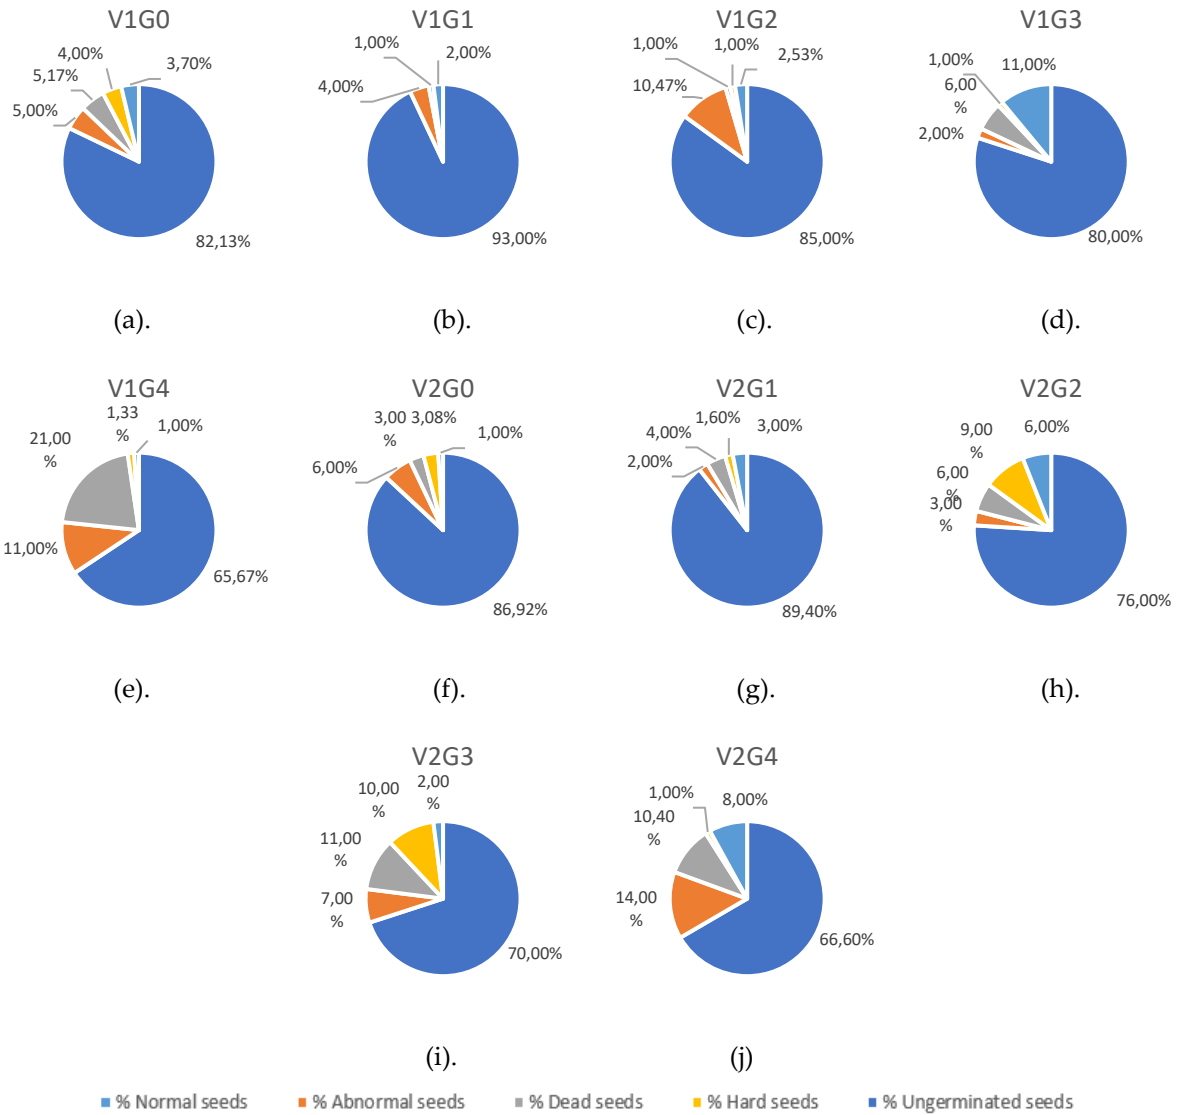 V1G0
V1G1
V1G2
V1G3
4,00%
3,70%
5,17%
5,00%
82,13%
1,00%
2,00%
4,00%
93,00%
1,00%
1,00%
2,53%
10,47%
85,00%
1,00%
11,00%
6,00
%
2,00%
80,00%
(a).
(b).
(c).
(d).
V1G4
V2G0
V2G1
V2G2
1,33
%
1,00%
21,00
%
11,00%
65,67%
3,00
%
3,08%
1,00%
6,00%
86,92%
1,60%
3,00%
4,00%
2,00%
89,40%
9,00
%
6,00%
6,00
%
3,00
%
76,00%
(e).
(f).
(g).
(h).
V2G3
V2G4
10,00
%
2,00
%
11,00
%
7,00
%
70,00%
1,00%
8,00%
10,40
%
14,00
%
66,60%
(i).
(j)
% Normal seeds
% Abnormal seeds
% Dead seeds
% Hard seeds
% Ungerminated seeds